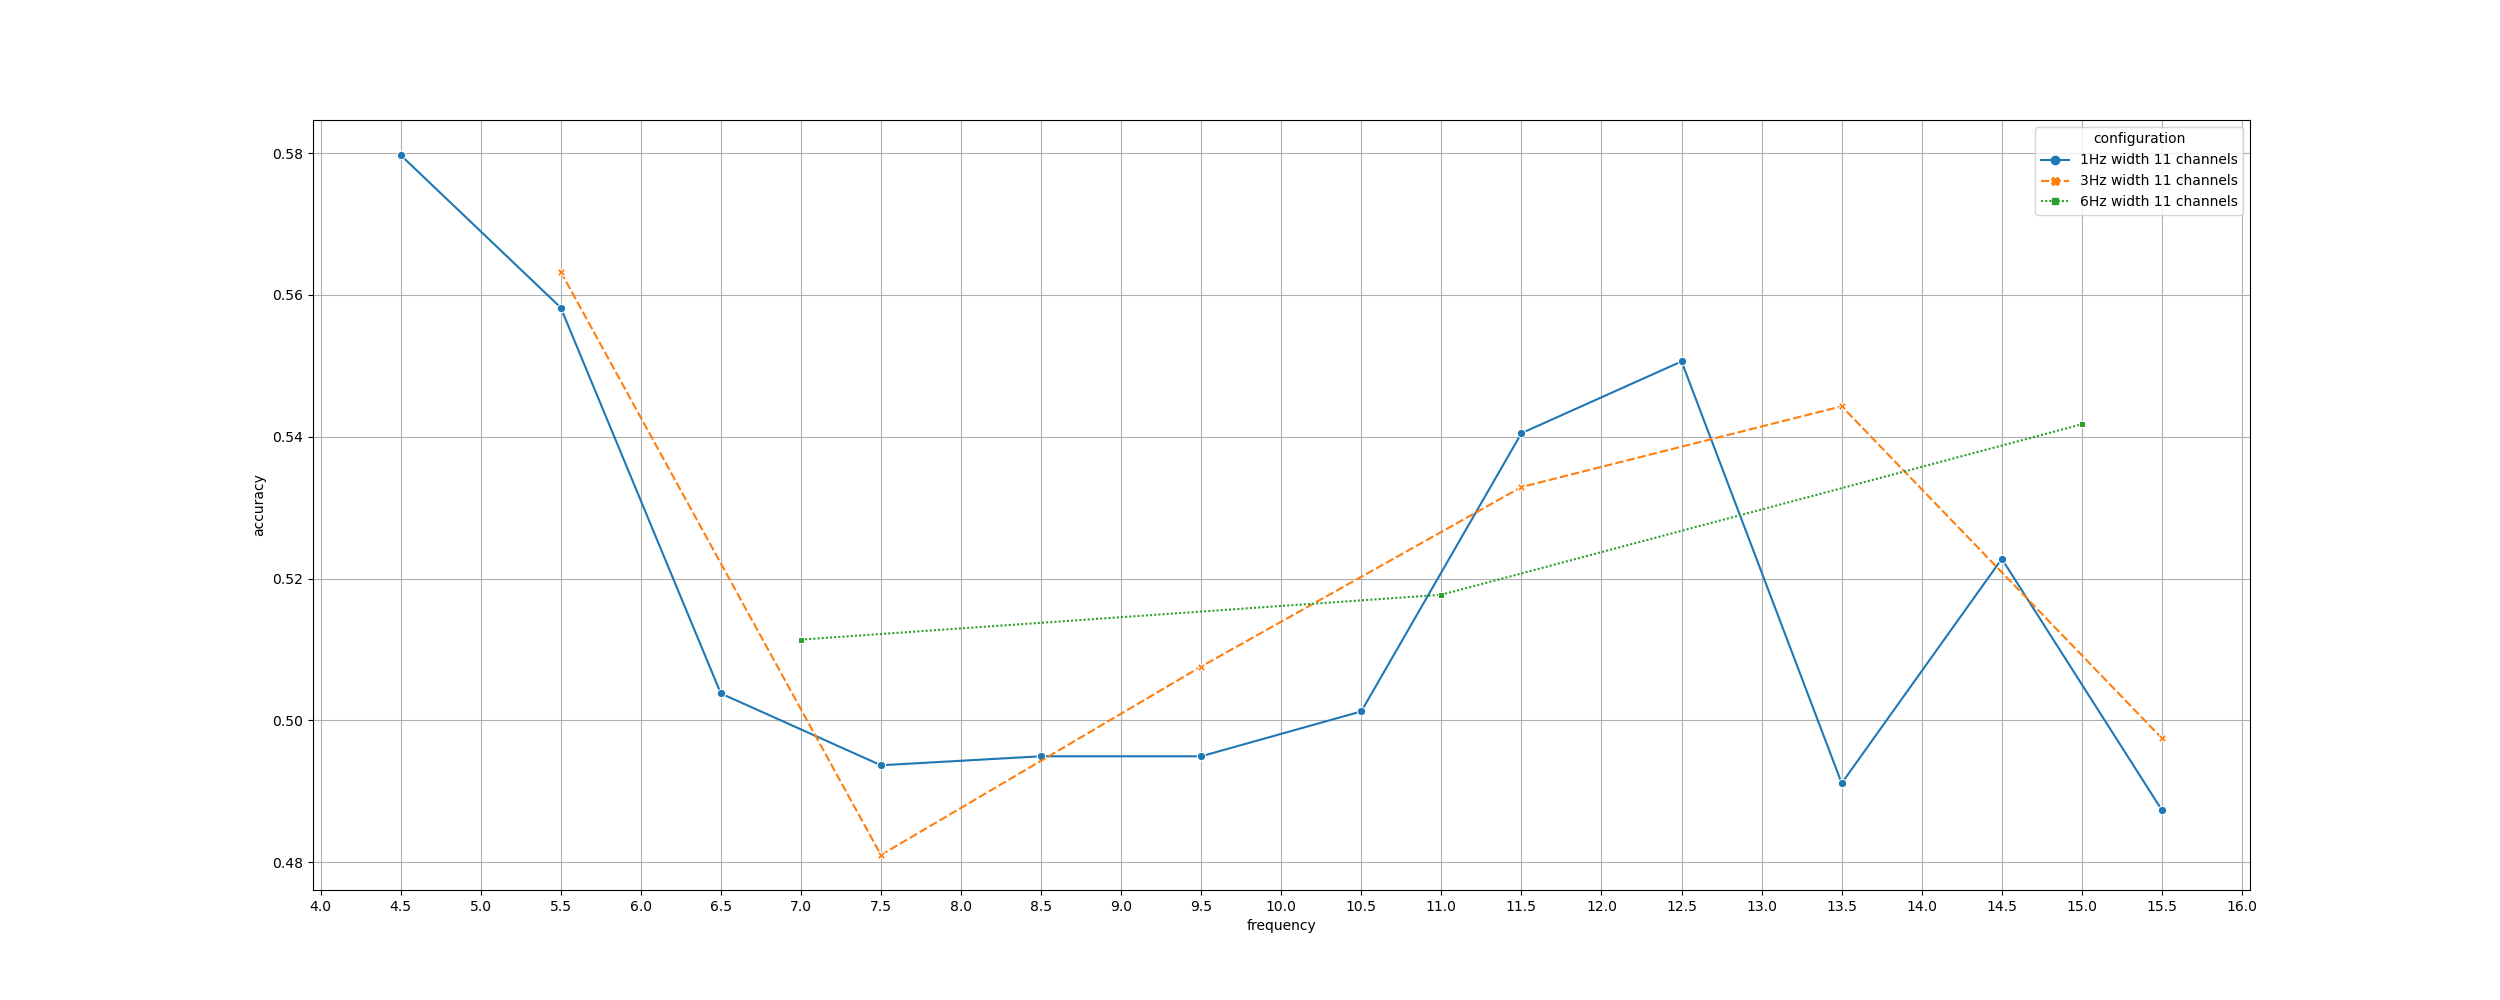 configuration
1Hz width 11 channels
3Hz width 11 channels
6Hz width 11 channels
0.58
0.56
0.54
0.52
0.50
0.48
accuracy
4.0 4.5 5.0 5.5 6.0 6.5 7.0 7.5 8.0 8.5 9.0 9.5 10.0 10.5 11.0 11.5 12.0 12.5 13.0 13.5 14.0 14.5 15.0 15.5 16.0
frequency